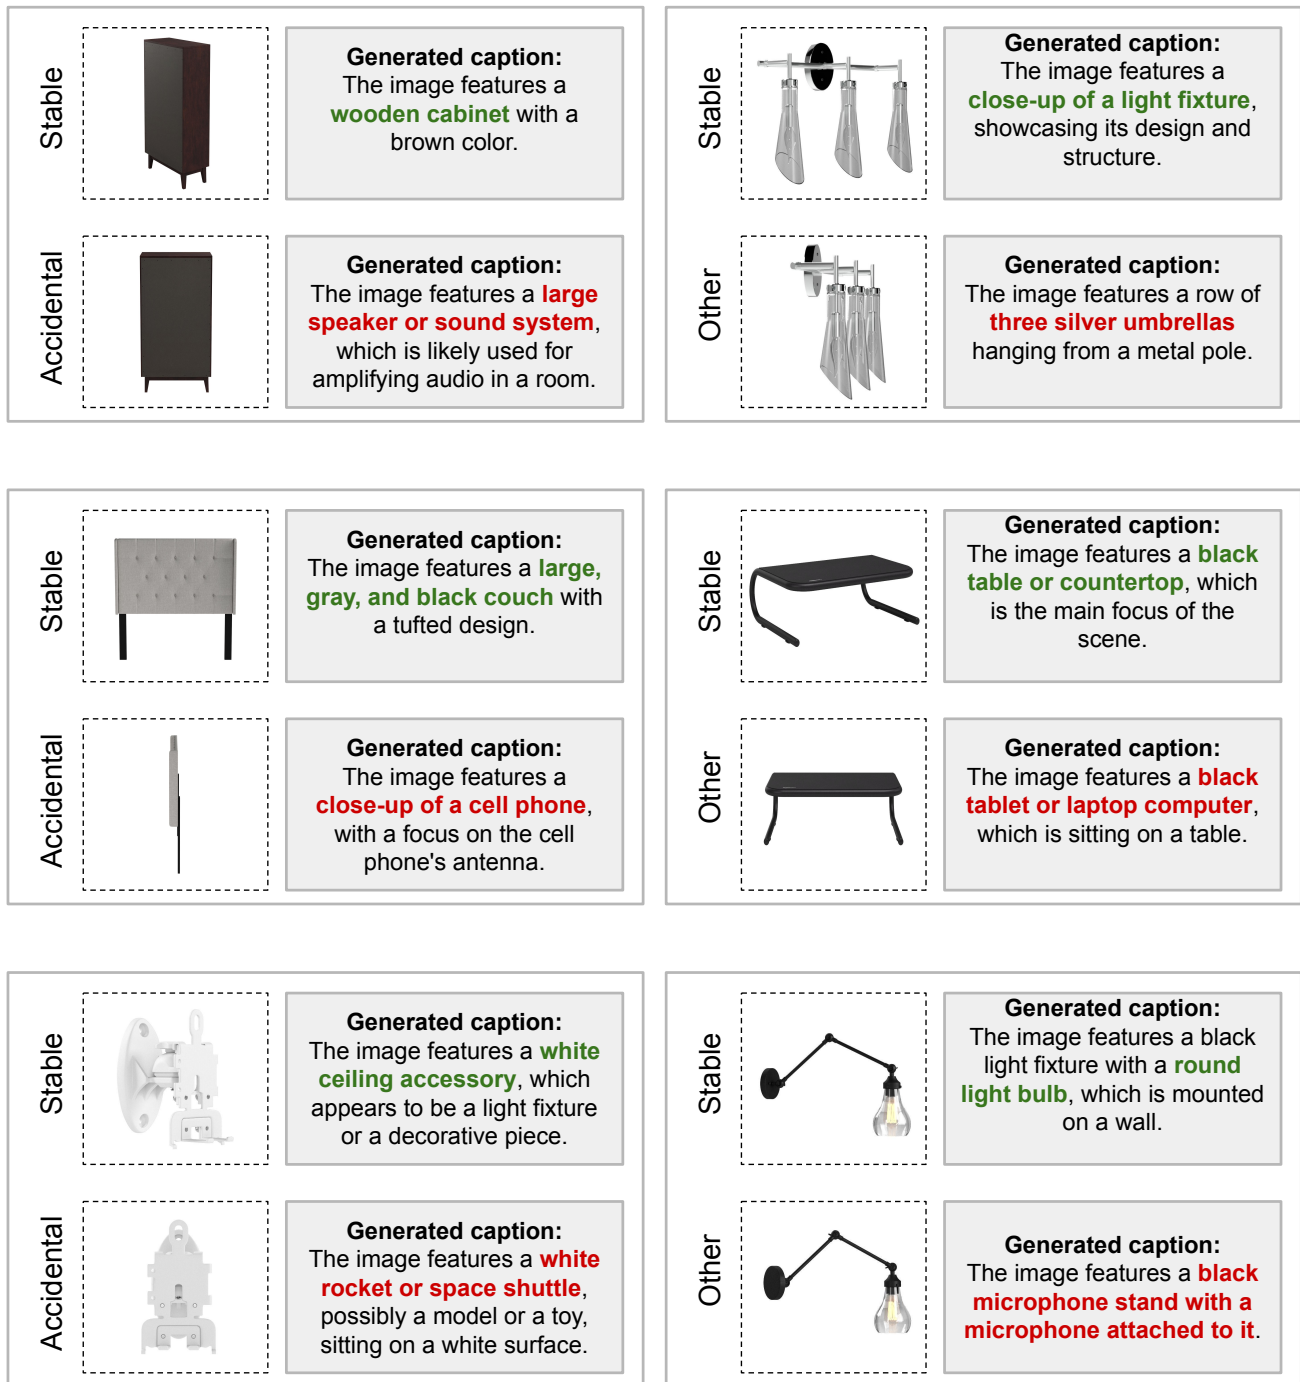 Stable
Generated caption:
The image features a
wooden cabinet with a
brown color.
Accidental
Generated caption:
The image features a large
speaker or sound system,
which is likely used for
amplifying audio in a room.
Stable
Generated caption:
The image features a
close-up of a light fixture,
showcasing its design and
structure.
Other
Generated caption:
The image features a row of
three silver umbrellas
hanging from a metal pole.
Stable
Generated caption:
The image features a large,
gray, and black couch with
a tufted design.
Accidental
Generated caption:
The image features a
close-up of a cell phone,
with a focus on the cell
phone's antenna.
Stable
Generated caption:
The image features a black
table or countertop, which
is the main focus of the
scene.
Other
Generated caption:
The image features a black
tablet or laptop computer,
which is sitting on a table.
Stable
Generated caption:
The image features a white
ceiling accessory, which
appears to be a light fixture
or a decorative piece.
Accidental
Generated caption:
The image features a white
rocket or space shuttle,
possibly a model or a toy,
sitting on a white surface.
Stable
Generated caption:
The image features a black
light fixture with a round
light bulb, which is mounted
on a wall.
Other
Generated caption:
The image features a black
microphone stand with a
microphone attached to it.